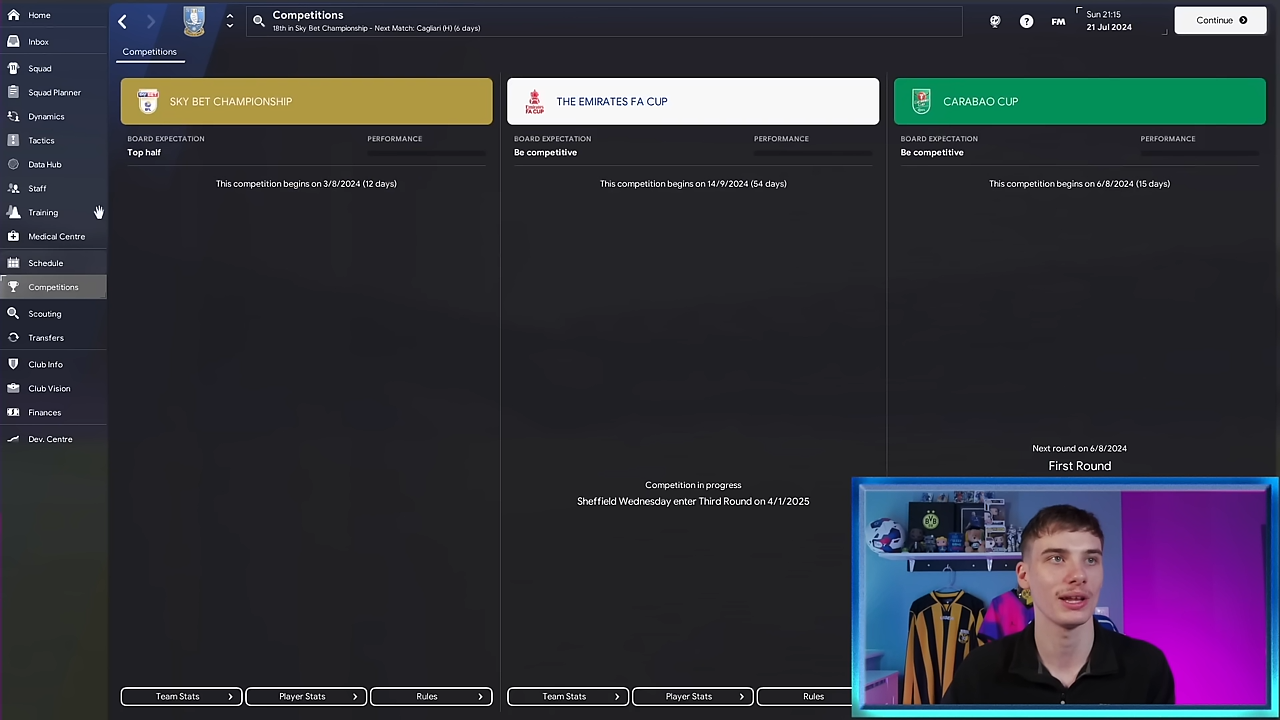 Home
Inbox
Squad
Squad Planner
Dynamics
Tactics
Data Hub
Staff
Training
Medical Centre
Schedule
Competitions
Scouting
Transfers
Club Info
Club Vision
Finances
Dev. Centre
Competitions
18th in Sky Bet Championship - Next Match: Cagliari (H) (6 days)
FM
Sun 21:15
21 Jul 2024
Continue
Competitions
SKY BET CHAMPIONSHIP
BOARD EXPECTATION
PERFORMANCE
Top half
This competition begins on 3/8/2024 (12 days)
Team Stats
Player Stats
Rules
THE EMIRATES FA CUP
BOARD EXPECTATION
PERFORMANCE
Be competitive
This competition begins on 14/9/2024 (54 days)
Competition in progress
Sheffield Wednesday enter Third Round on 4/1/2025
Team Stats
Player Stats
Rules
CARABAO CUP
BOARD EXPECTATION
PERFORMANCE
Be competitive
This competition begins on 6/8/2024 (15 days)
Next round on 6/8/2024
First Round